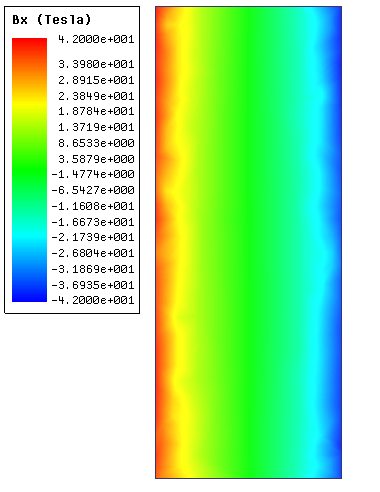 Bx (Tesla)
4.2000e+001
3.3980e+001
2.8915e+001
2.3849e+001
1.8784e+001
1.3719e+001
8.6533e+000
3.5879e+000
-1.4774e+000
-6.5427e+000
-1.1608e+001
-1.6673e+001
-2.1739e+001
-2.6804e+001
-3.1869e+001
-3.6935e+001
-4.2000e+001